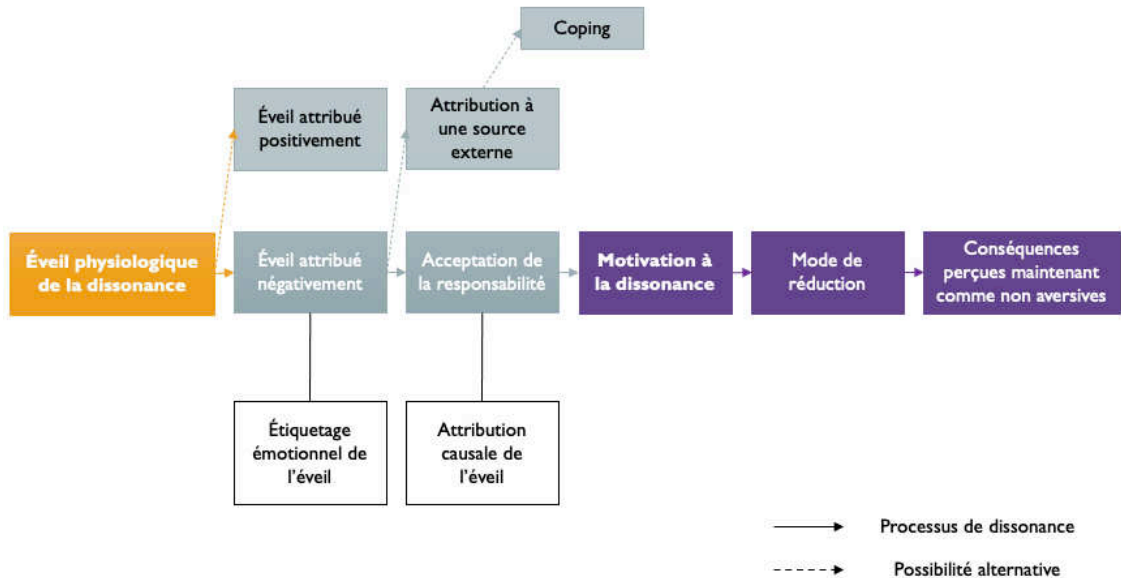 Coping
Éveil attribué
positivement
Attribution à
une source
externe
Éveil physiologique
de la dissonance
Éveil attribué
négativement
Acceptation de
la responsabilité
Motivation à
la dissonance
Mode de
réduction
Conséquences
perçues maintenant
comme non aversives
Étiquetage
émotionnel de
l'éveil
Attribution
causale de
l'éveil
Processus de dissonance
Possibilité alternative